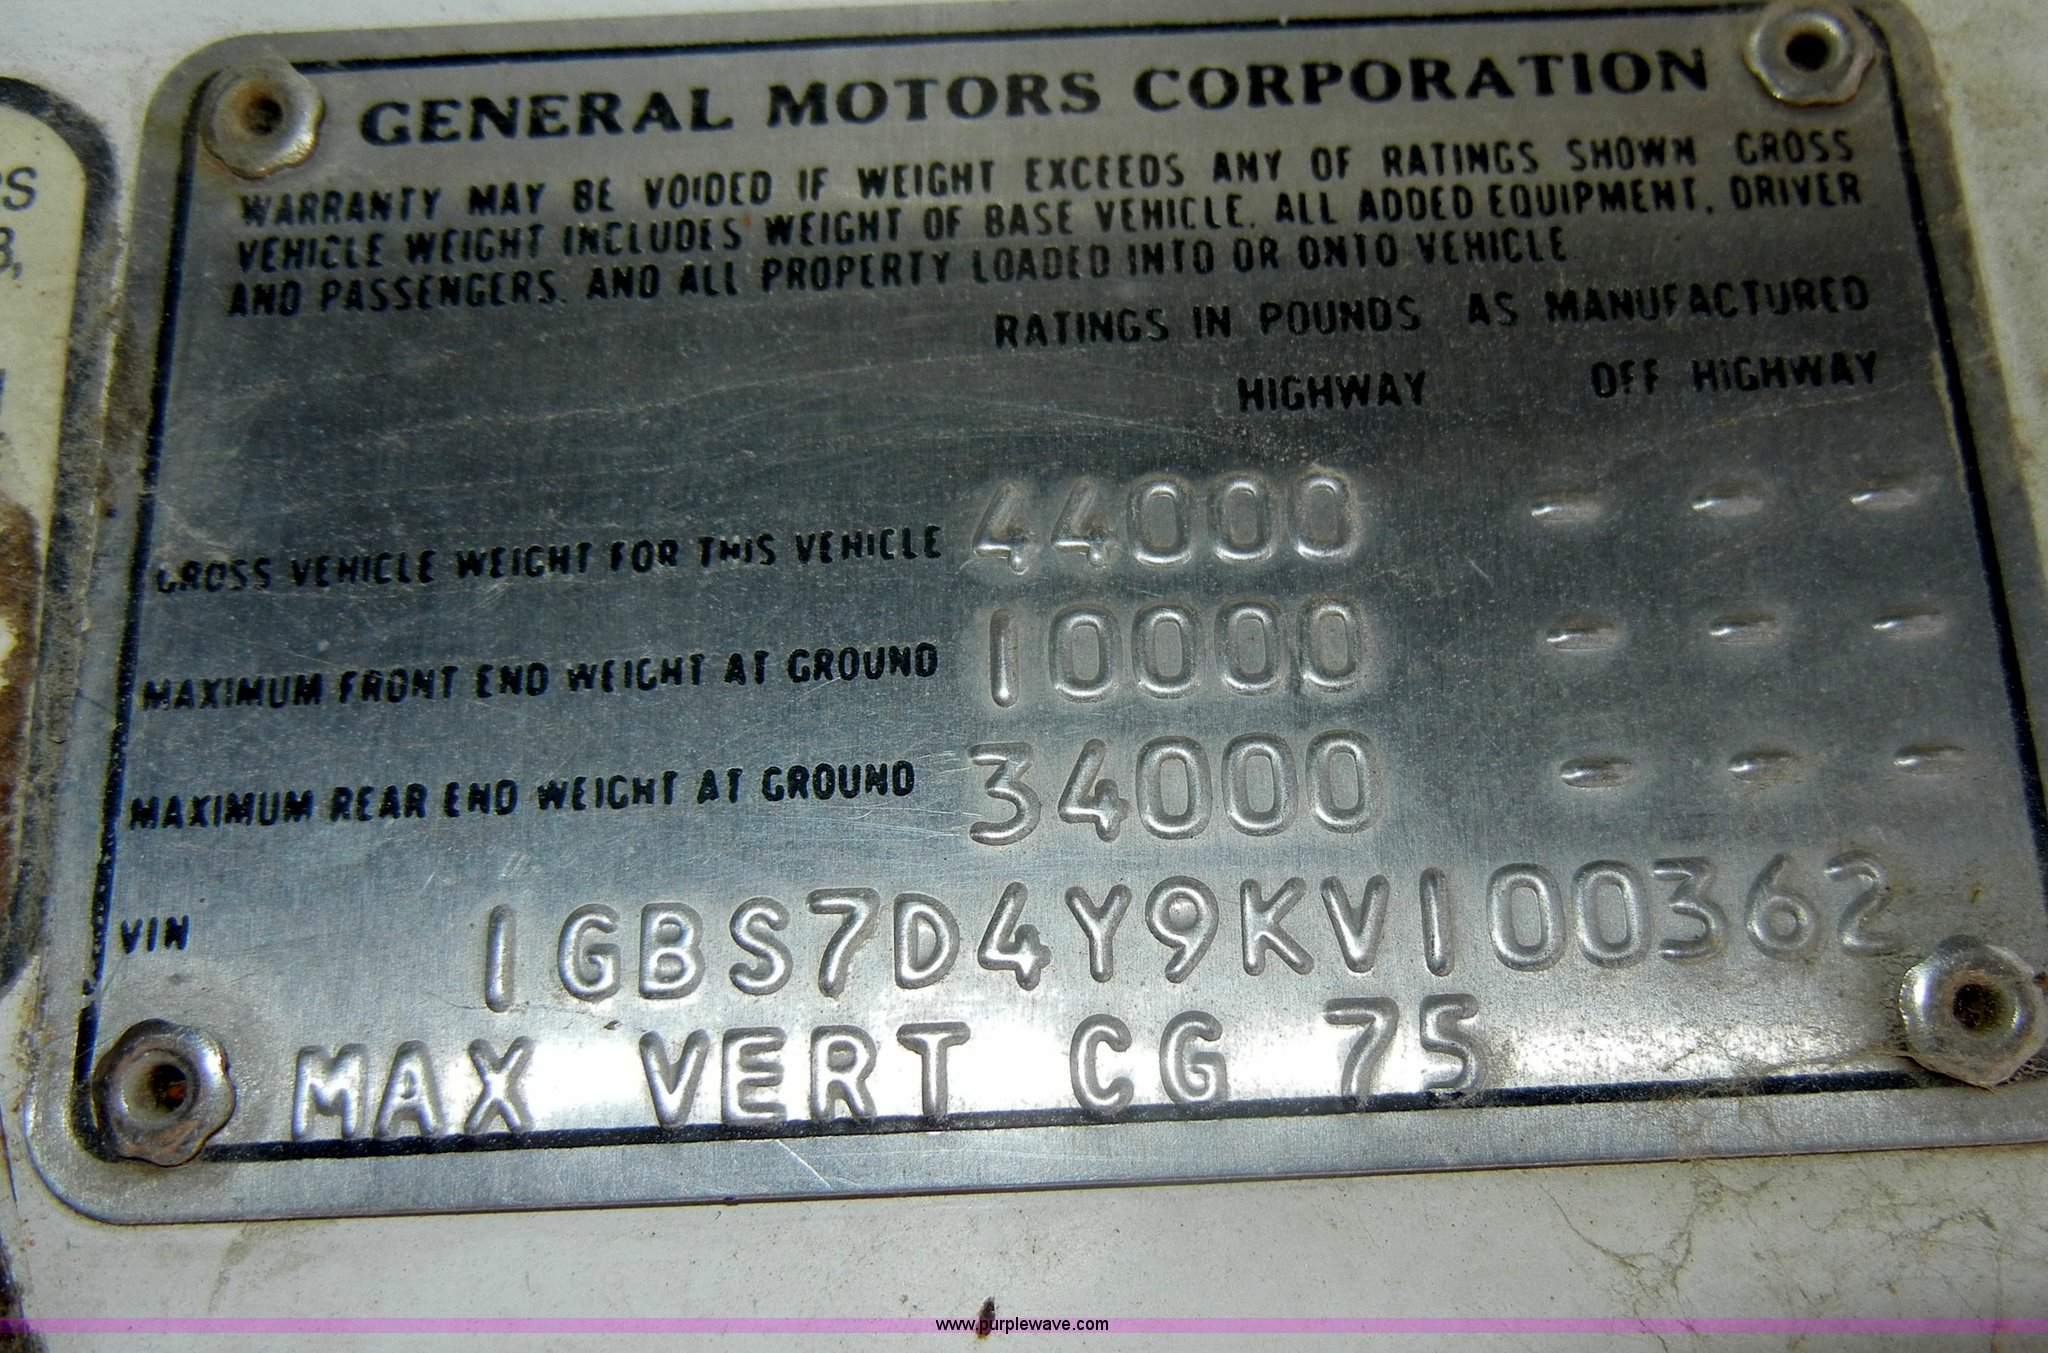 GENERAL MOTORS CORPORATION
WARRANTY MAY BE VOIDED IF WEIGHT EXCEEDS ANY OF RATINGS SHOWN GROSS
VEHICLE WEIGHT INCLUDES WEIGHT OF BASE VEHICLE, ALL ADDED EQUIPMENT, DRIVER
AND PASSENGERS, AND ALL PROPERTY LOADED INTO OR ONTO VEHICLE
RATINGS IN POUNDS AS MANUFACTURED
HIGHWAY OFF HIGHWAY
GROSS VEHICLE WEIGHT FOR THIS VEHICLE 44000 - - -
MAXIMUM FRONT END WEIGHT AT GROUND 10000 - - -
MAXIMUM REAR END WEIGHT AT GROUND 34000 - - -
VIN 1GBS7D4Y9KV100362
MAX VERT CG 75
www.purplewave.com